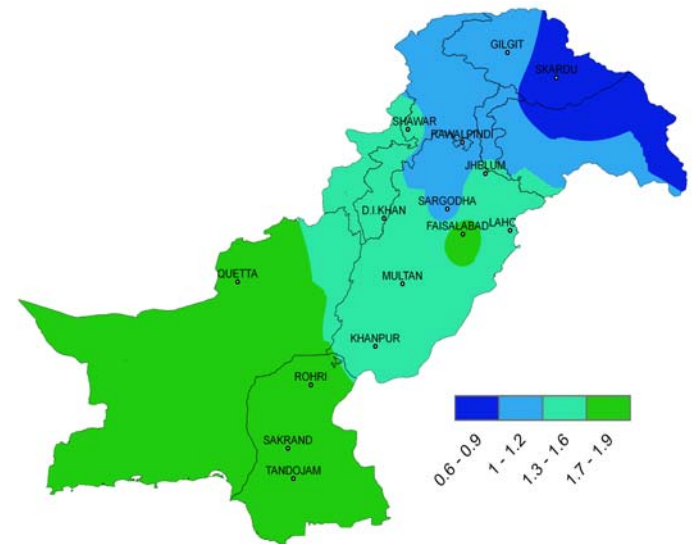 GILGIT
SKARDU
SHAWAR
RAWALPINDI
JHELUM
SARGODHA
D.I.KHAN
FAISALABAD
LAHO
QUETTA
MULTAN
KHANPUR
ROHRI
SAKRAND
TANDOJAM
0.6 - 0.9
1 - 1.2
1.3 - 1.6
1.7 - 1.9